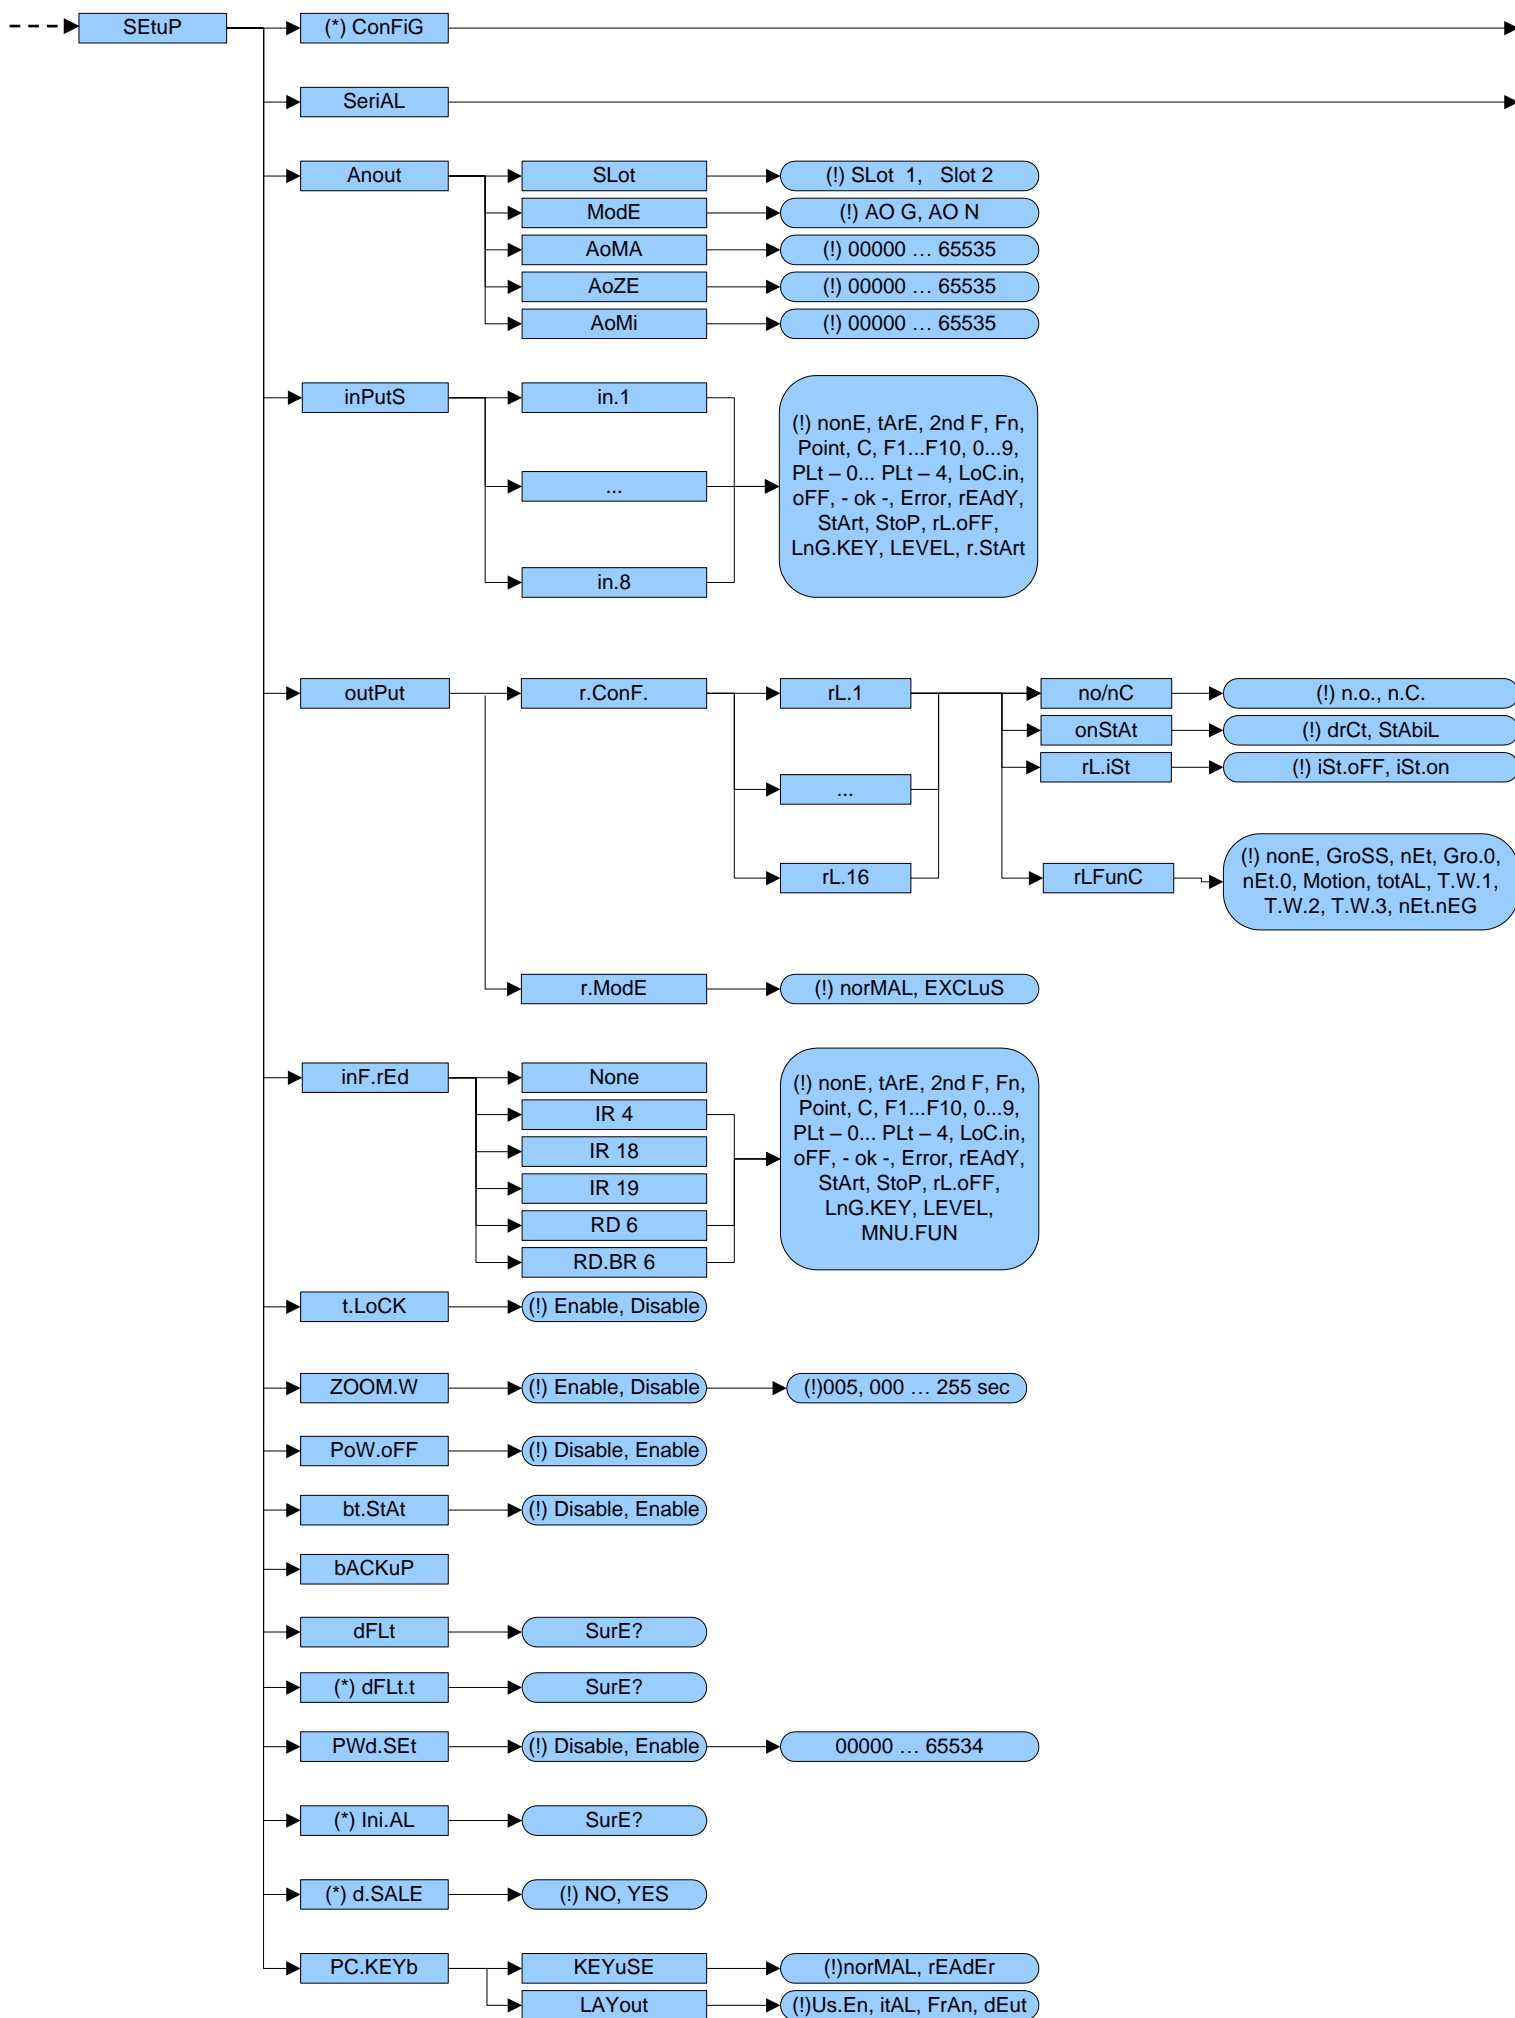 SEtuP
(*) ConFiG
SeriAL
Anout
SLot
(!) SLot 1, Slot 2
ModE
(!) AO G, AO N
AoMA
(!) 00000 … 65535
AoZE
(!) 00000 … 65535
AoMi
(!) 00000 … 65535
inPutS
in.1
...
in.8
(!) nonE, tArE, 2nd F, Fn,
Point, C, F1...F10, 0...9,
PLt – 0... PLt – 4, LoC.in,
oFF, - ok -, Error, rEAdY,
StArt, StoP, rL.oFF,
LnG.KEY, LEVEL, r.StArt
outPut
r.ConF.
rL.1
...
rL.16
no/nC
(!) n.o., n.C.
onStAt
(!) drCt, StAbiL
rL.iSt
(!) iSt.oFF, iSt.on
rLFunC
(!) nonE, GroSS, nEt, Gro.0,
nEt.0, Motion, totAL, T.W.1,
T.W.2, T.W.3, nEt.nEG
r.ModE
(!) norMAL, EXCLuS
inF.rEd
None
IR 4
IR 18
IR 19
RD 6
RD.BR 6
(!) nonE, tArE, 2nd F, Fn,
Point, C, F1...F10, 0...9,
PLt – 0... PLt – 4, LoC.in,
oFF, - ok -, Error, rEAdY,
StArt, StoP, rL.oFF,
LnG.KEY, LEVEL,
MNU.FUN
t.LoCK
(!) Enable, Disable
ZOOM.W
(!) Enable, Disable
(!)005, 000 … 255 sec
PoW.oFF
(!) Disable, Enable
bt.StAt
(!) Disable, Enable
bACKuP
dFLt
SurE?
(*) dFLt.t
SurE?
PWd.SEt
(!) Disable, Enable
00000 … 65534
(*) Ini.AL
SurE?
(*) d.SALE
(!) NO, YES
PC.KEYb
KEYuSE
(!)norMAL, rEAdEr
LAYout
(!)Us.En, itAL, FrAn, dEut